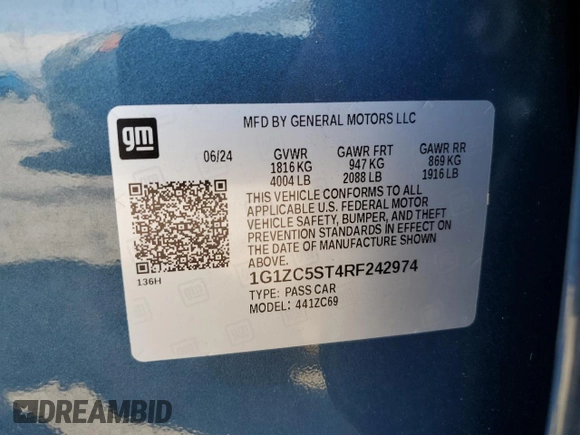 gm
MFD BY GENERAL MOTORS LLC
06/24 GVWR GAWR FRT GAWR RR
1816 KG 947 KG 869 KG
4004 LB 2088 LB 1916 LB
THIS VEHICLE CONFORMS TO ALL
APPLICABLE U.S. FEDERAL MOTOR
VEHICLE SAFETY, BUMPER, AND THEFT
PREVENTION STANDARDS IN EFFECT ON
THE DATE OF MANUFACTURE SHOWN
ABOVE.
136H
1G1ZC5ST4RF242974
TYPE: PASS CAR
MODEL: 441ZC69
DREAMBID